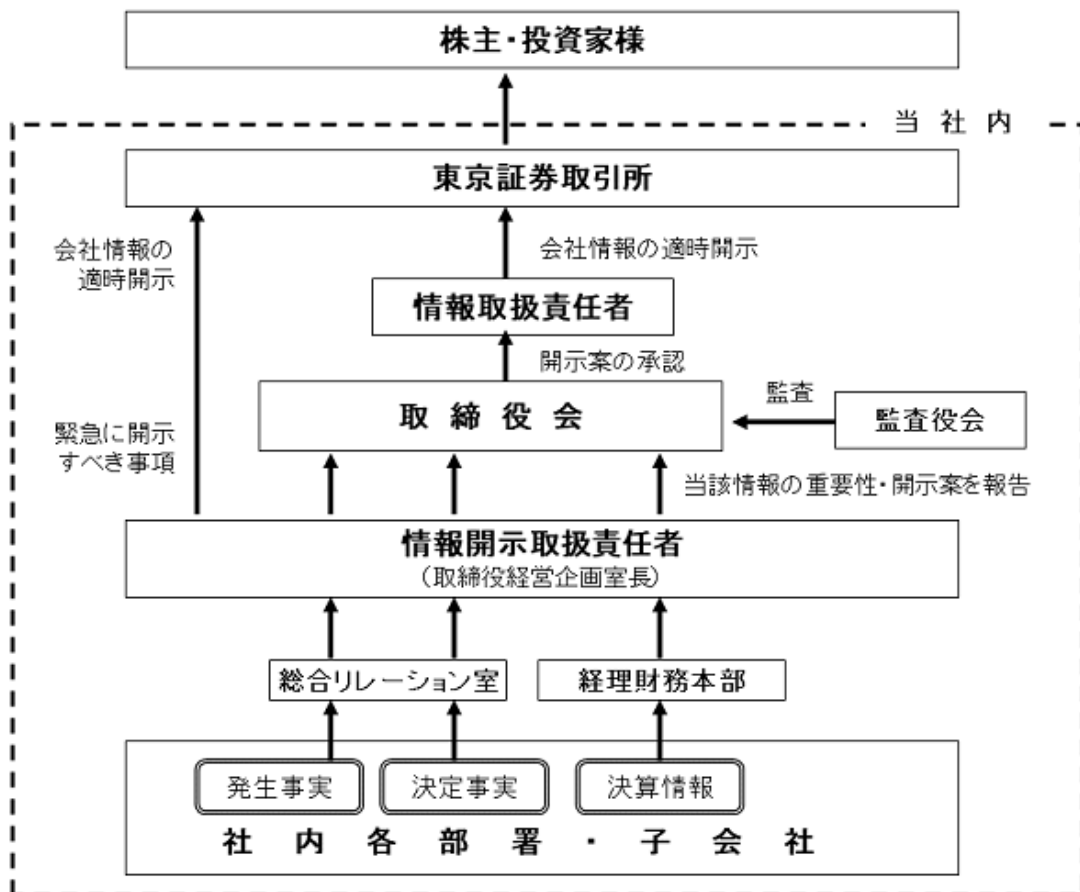 株主・投資家様
当社内
東京証券取引所
会社情報の
適時開示
会社情報の適時開示
情報取扱責任者
開示案の承認
取締役会
監査
監査役会
緊急に開示
すべき事項
当該情報の重要性・開示案を報告
情報開示取扱責任者
（取締役経営企画室長）
総合リレーション室
経理財務本部
発生事実
決定事実
決算情報
社内各部署・子会社